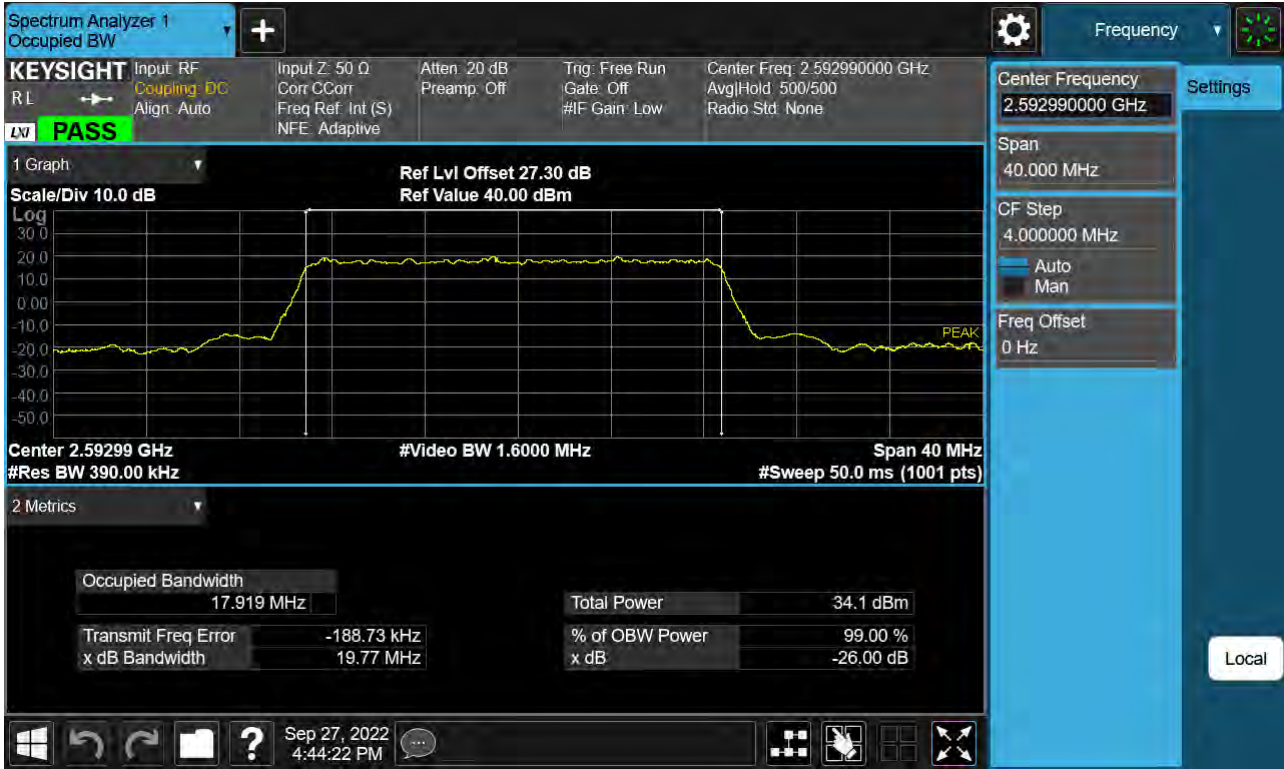 Spectrum Analyzer 1
Occupied BW
Frequency
KEYSIGHT
R L
LXI
PASS
Input: RF
Coupling: DC
Align: Auto
Input Z: 50 Ω
Corr CCorr
Freq Ref: Int (S)
NFE: Adaptive
Atten: 20 dB
Preamp: Off
Trig: Free Run
Gate: Off
#IF Gain: Low
Center Freq: 2.592990000 GHz
Avg|Hold: 500/500
Radio Std: None
1 Graph
Scale/Div 10.0 dB
Ref Lvl Offset 27.30 dB
Ref Value 40.00 dBm
Log
30.0
20.0
10.0
0.00
-10.0
-20.0
-30.0
-40.0
-50.0
PEAK
Center 2.59299 GHz
#Video BW 1.6000 MHz
Span 40 MHz
#Res BW 390.00 kHz
#Sweep 50.0 ms (1001 pts)
2 Metrics
Occupied Bandwidth
17.919 MHz
Transmit Freq Error -188.73 kHz
x dB Bandwidth 19.77 MHz
Total Power 34.1 dBm
% of OBW Power 99.00 %
x dB -26.00 dB
Center Frequency
2.592990000 GHz
Span
40.000 MHz
CF Step
4.000000 MHz
Auto
Man
Freq Offset
0 Hz
Settings
Local
?
Sep 27, 2022
4:44:22 PM